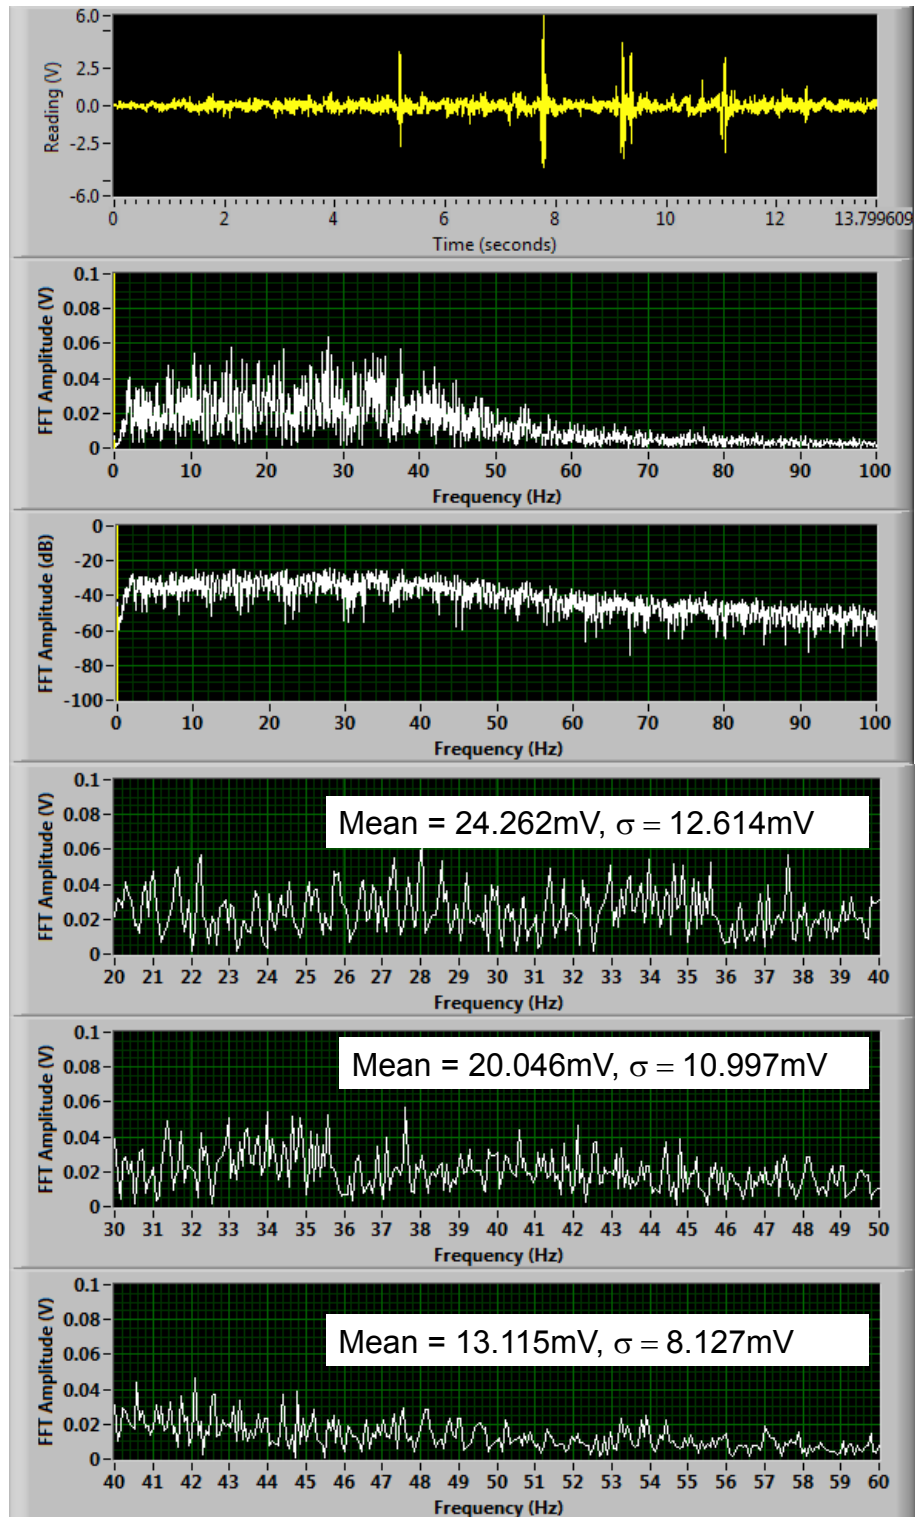 Reading (V)
6.0
2.5
0.0
-2.5
-6.0
0 2 4 6 8 10 12 13.799609
Time (seconds)
FFT Amplitude (V)
0.1
0.08
0.06
0.04
0.02
0
0 10 20 30 40 50 60 70 80 90 100
Frequency (Hz)
FFT Amplitude (dB)
0
-20
-40
-60
-80
-100
0 10 20 30 40 50 60 70 80 90 100
Frequency (Hz)
FFT Amplitude (V)
0.1
0.08
0.06
0.04
0.02
0
Mean = 24.262mV, σ = 12.614mV
20 21 22 23 24 25 26 27 28 29 30 31 32 33 34 35 36 37 38 39 40
Frequency (Hz)
FFT Amplitude (V)
0.1
0.08
0.06
0.04
0.02
0
Mean = 20.046mV, σ = 10.997mV
30 31 32 33 34 35 36 37 38 39 40 41 42 43 44 45 46 47 48 49 50
Frequency (Hz)
FFT Amplitude (V)
0.1
0.08
0.06
0.04
0.02
0
Mean = 13.115mV, σ = 8.127mV
40 41 42 43 44 45 46 47 48 49 50 51 52 53 54 55 56 57 58 59 60
Frequency (Hz)